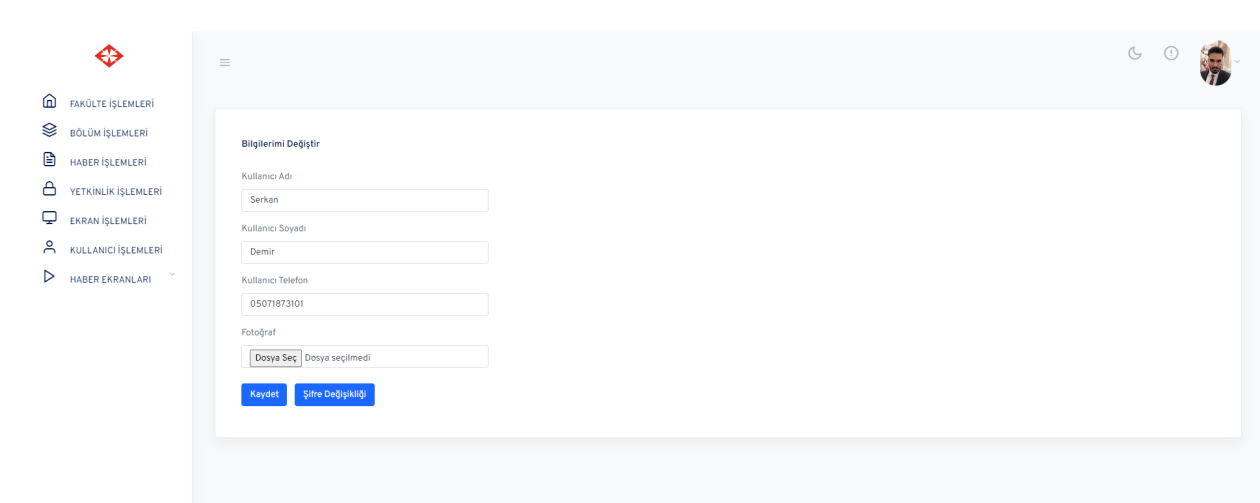 FAKÜLTE İŞLEMLERİ
BÖLÜM İŞLEMLERİ
HABER İŞLEMLERİ
YETKİNLİK İŞLEMLERİ
EKRAN İŞLEMLERİ
KULLANICI İŞLEMLERİ
HABER EKRANLARI
Bilgilerimi Değiştir
Kullanıcı Adı
Serkan
Kullanıcı Soyadı
Demir
Kullanıcı Telefon
05071873101
Fotoğraf
Dosya Seç Dosya seçilmedi
Kaydet Şifre Değişikliği